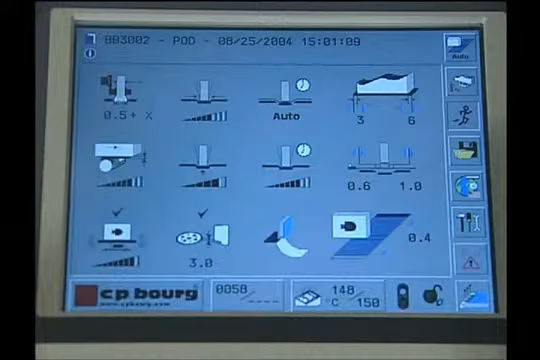 BB3002 - POD - 08/25/2004 15:01:09
Auto
0.5+ X
Auto
3 6
0.6 1.0
3.0
0.4
cp bourg
www.cpbourg.com
0058/----
148
°C / 150